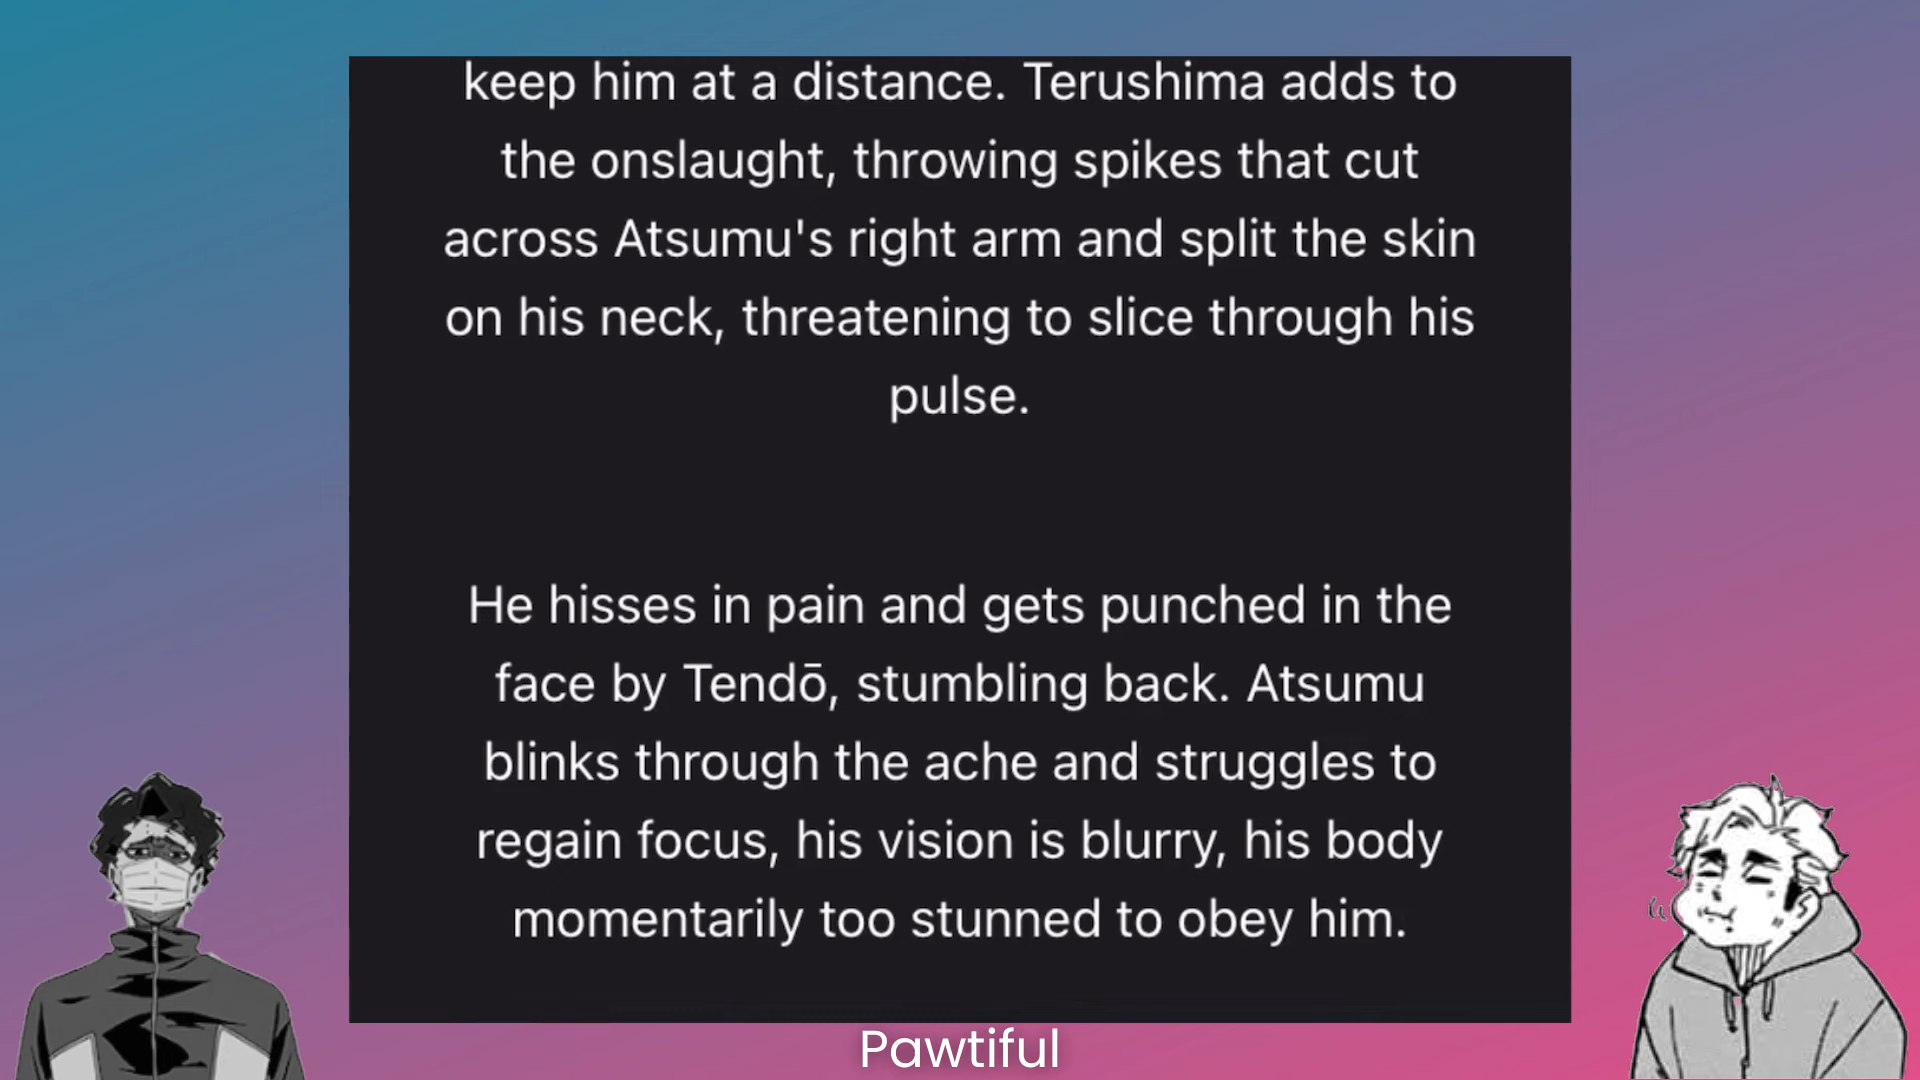 keep him at a distance. Terushima adds to
the onslaught, throwing spikes that cut
across Atsumu's right arm and split the skin
on his neck, threatening to slice through his
pulse.
He hisses in pain and gets punched in the
face by Tendō, stumbling back. Atsumu
blinks through the ache and struggles to
regain focus, his vision is blurry, his body
momentarily too stunned to obey him.
Pawtiful